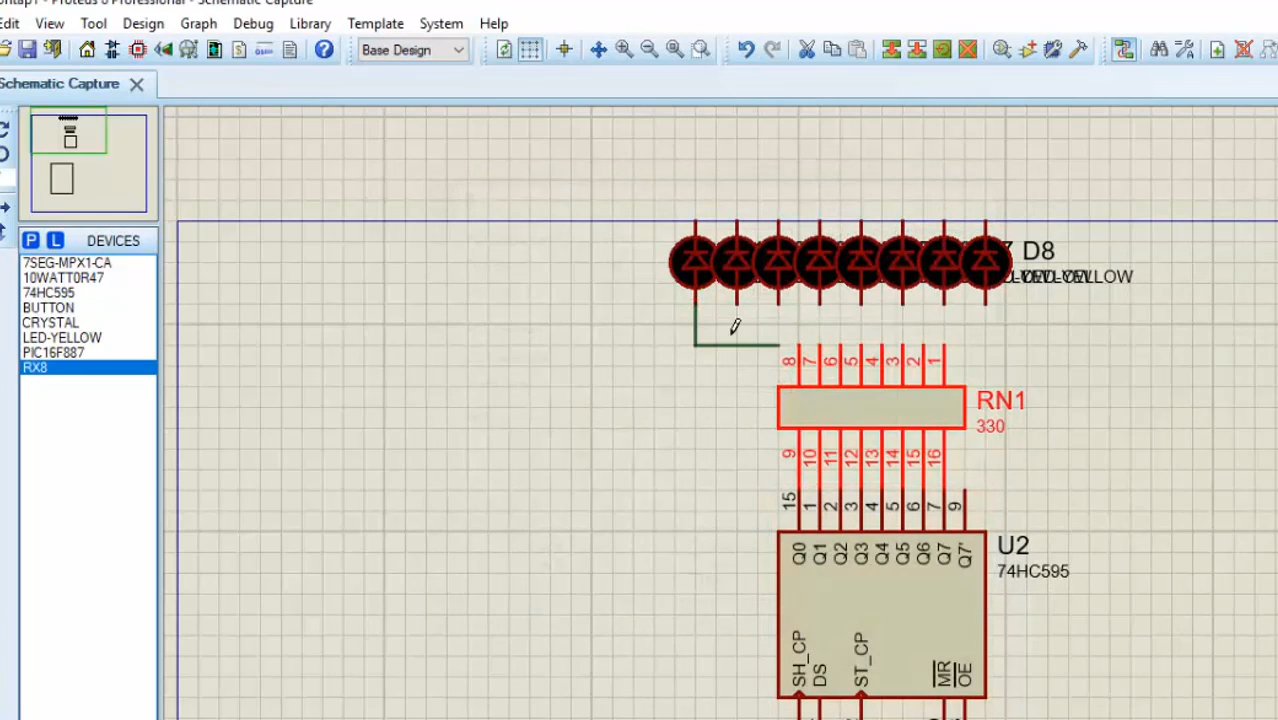 Proteus 8 Professional - Schematic Capture
Edit View Tool Design Graph Debug Library Template System Help
Base Design
Schematic Capture
P L DEVICES
7SEG-MPX1-CA
10WATT0R47
74HC595
BUTTON
CRYSTAL
LED-YELLOW
PIC16F887
RX8
D8
LED-YELLOW
8 7 6 5 4 3 2 1
RN1
330
9 10 11 12 13 14 15 16
15 1 2 3 4 5 6 7 9
U2
74HC595
Q0 Q1 Q2 Q3 Q4 Q5 Q6 Q7 Q7'
SH_CP DS ST_CP MR OE